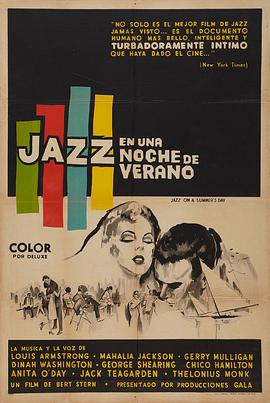 "NO SOLO ES EL MEJOR FILM DE JAZZ
JAMAS VISTO... ES EL DOCUMENTO
HUMANO MAS BELLO, INTELIGENTE Y
TURBADORAMENTE INTIMO
QUE HAYA DADO EL CINE..."
(New York Times)
JAZZ EN UNA
NOCHE DE
VERANO
JAZZ ON A SUMMER'S DAY
COLOR
POR DELUXE
LA MUSICA Y LA VOZ DE
LOUIS ARMSTRONG · MAHALIA JACKSON · GERRY MULLIGAN
DINAH WASHINGTON · GEORGE SHEARING CHICO HAMILTON
ANITA O'DAY · JACK TEAGARDEN · THELONIUS MONK
UN FILM DE BERT STERN · PRESENTADO POR PRODUCIONES GALA